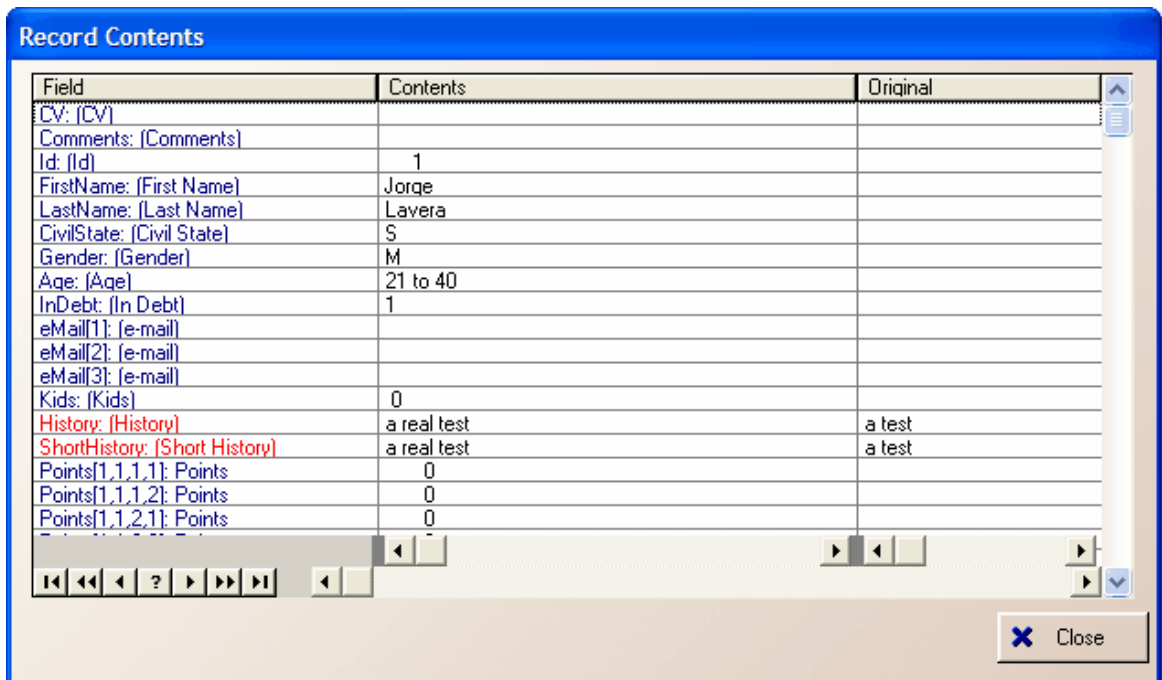 Record Contents
Field Contents Original
CV: (CV)
Comments: (Comments)
Id: (Id) 1
FirstName: (First Name) Jorge
LastName: (Last Name) Lavera
CivilState: (Civil State) S
Gender: (Gender) M
Age: (Age) 21 to 40
InDebt: (In Debt) 1
eMail[1]: (e-mail)
eMail[2]: (e-mail)
eMail[3]: (e-mail)
Kids: (Kids) 0
History: (History) a real test a test
ShortHistory: (Short History) a real test a test
Points[1,1,1,1]: Points 0
Points[1,1,1,2]: Points 0
Points[1,1,2,1]: Points 0
?
Close